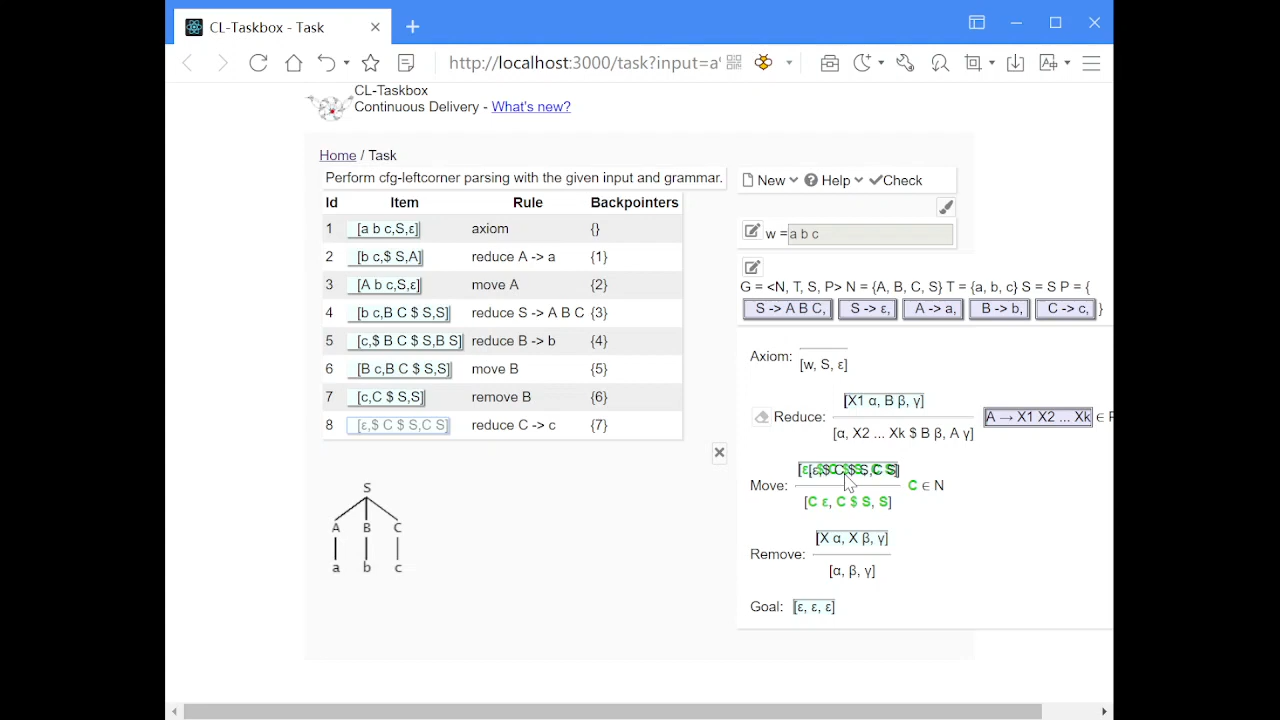 CL-Taskbox - Task
http://localhost:3000/task?input=a'
CL-Taskbox
Continuous Delivery - What's new?
Home / Task
Perform cfg-leftcorner parsing with the given input and grammar.
New Help Check
Id Item Rule Backpointers
1 [a b c,S,ε] axiom {}
2 [b c,$ S,A] reduce A -> a {1}
3 [A b c,S,ε] move A {2}
4 [b c,B C $ S,S] reduce S -> A B C {3}
5 [c,$ B C $ S,B S] reduce B -> b {4}
6 [B c,B C $ S,S] move B {5}
7 [c,C $ S,S] remove B {6}
8 [ε,$ C $ S,C S] reduce C -> c {7}
w = a b c
G = <N, T, S, P> N = {A, B, C, S} T = {a, b, c} S = S P = {
S -> A B C, S -> ε, A -> a, B -> b, C -> c, }
Axiom: [w, S, ε]
Reduce: [X1 α, B β, γ]
[α, X2 ... Xk $ B β, A γ]
A → X1 X2 ... Xk ∈
Move: [ε,$ C $ S,C S]
[C ε, C $ S, S]
C ∈ N
Remove: [X α, X β, γ]
[α, β, γ]
Goal: [ε, ε, ε]
S
A B C
a b c